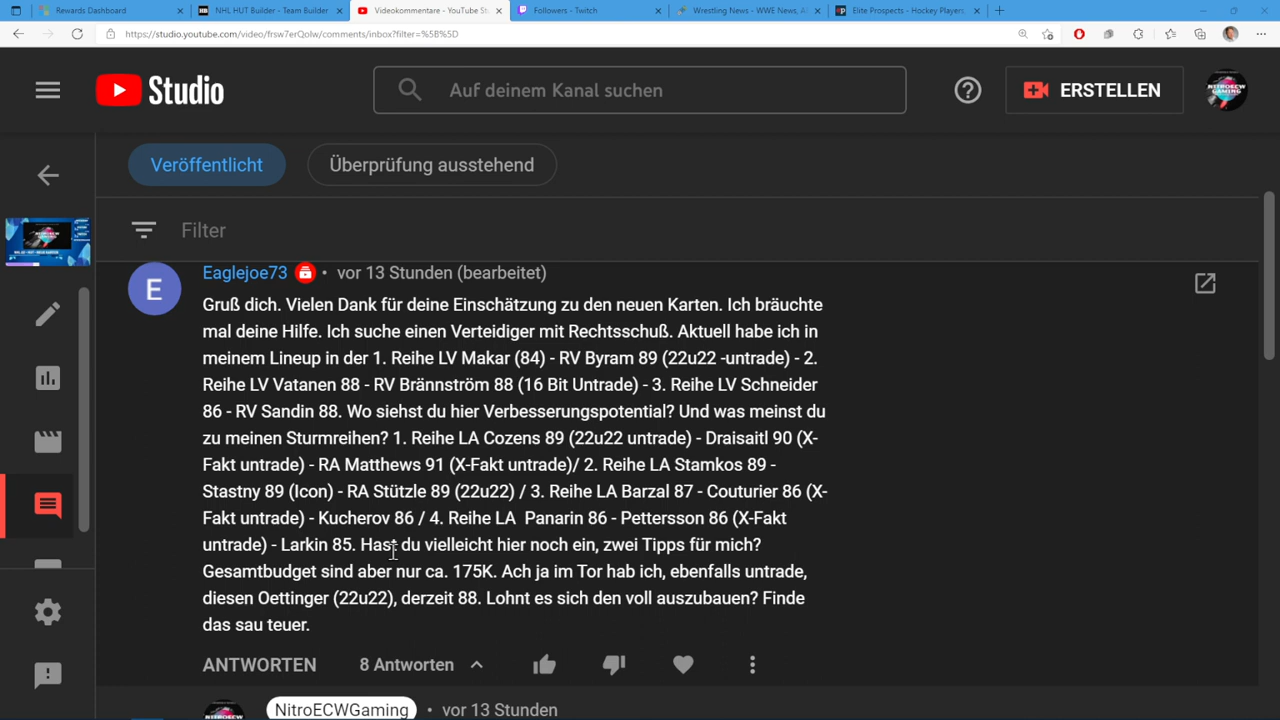 Rewards Dashboard
NHL HUT Builder - Team Builder
Videokommentare - YouTube St
Followers - Twitch
Wrestling News - WWE News, A
Elite Prospects - Hockey Players,
https://studio.youtube.com/video/frsw7erQolw/comments/inbox?filter=%5B%5D
Studio
Auf deinem Kanal suchen
ERSTELLEN
Veröffentlicht
Überprüfung ausstehend
Filter
E
Eaglejoe73 • vor 13 Stunden (bearbeitet)
Gruß dich. Vielen Dank für deine Einschätzung zu den neuen Karten. Ich bräuchte
mal deine Hilfe. Ich suche einen Verteidiger mit Rechtsschuß. Aktuell habe ich in
meinem Lineup in der 1. Reihe LV Makar (84) - RV Byram 89 (22u22 -untrade) - 2.
Reihe LV Vatanen 88 - RV Brännström 88 (16 Bit Untrade) - 3. Reihe LV Schneider
86 - RV Sandin 88. Wo siehst du hier Verbesserungspotential? Und was meinst du
zu meinen Sturmreihen? 1. Reihe LA Cozens 89 (22u22 untrade) - Draisaitl 90 (X-
Fakt untrade) - RA Matthews 91 (X-Fakt untrade)/ 2. Reihe LA Stamkos 89 -
Stastny 89 (Icon) - RA Stützle 89 (22u22) / 3. Reihe LA Barzal 87 - Couturier 86 (X-
Fakt untrade) - Kucherov 86 / 4. Reihe LA Panarin 86 - Pettersson 86 (X-Fakt
untrade) - Larkin 85. Hast du vielleicht hier noch ein, zwei Tipps für mich?
Gesamtbudget sind aber nur ca. 175K. Ach ja im Tor hab ich, ebenfalls untrade,
diesen Oettinger (22u22), derzeit 88. Lohnt es sich den voll auszubauen? Finde
das sau teuer.
ANTWORTEN
8 Antworten
NitroECWGaming • vor 13 Stunden